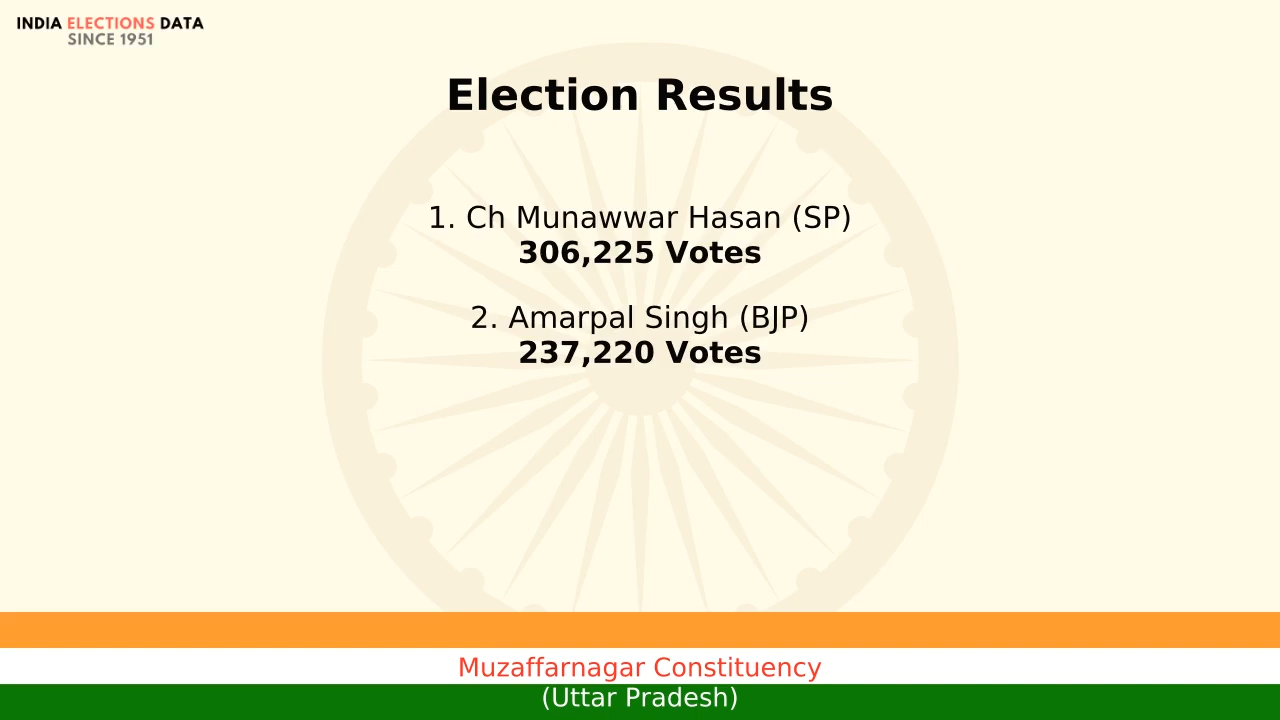 INDIA ELECTIONS DATA
SINCE 1951
Election Results
1. Ch Munawwar Hasan (SP)
306,225 Votes
2. Amarpal Singh (BJP)
237,220 Votes
Muzaffarnagar Constituency
(Uttar Pradesh)